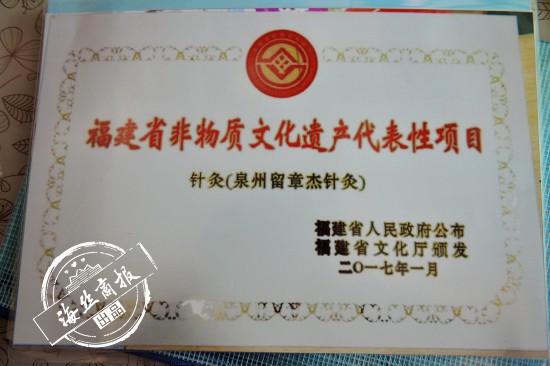 福建省非物质文化遗产代表性项目
针灸(泉州留章杰针灸)
福建省人民政府公布
福建省文化厅颁发
二〇一七年一月
海丝商报
出品